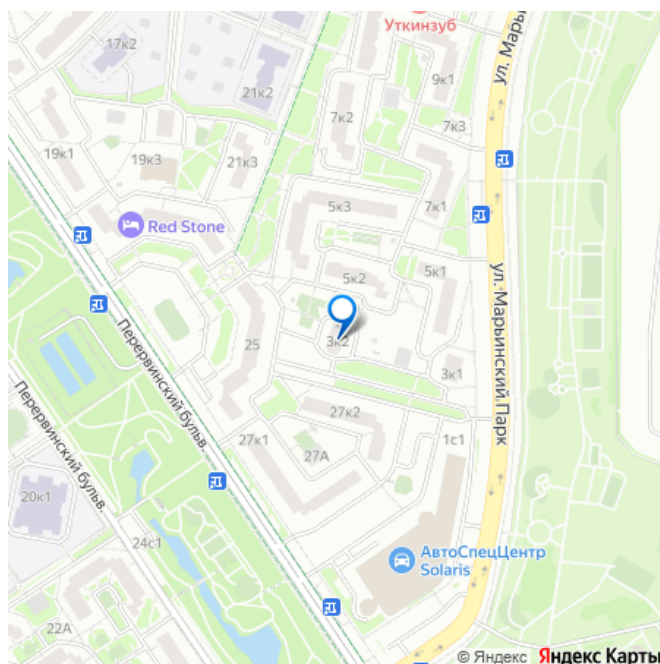 Уткинзуб
ул. Марь
17к2
9к1
21к2
7к2
7к3
19к1
19к3
21к3
5к3
7к1
Red Stone
5к2
5к1
ул. Марьинский Парк
Перервинский бульв.
25
3к2
3к1
27к2
1с1
27к1
27А
Перервинский бульв.
20к1
24с1
АвтоСпецЦентр
Solaris
22А
© Яндекс Яндекс Карты